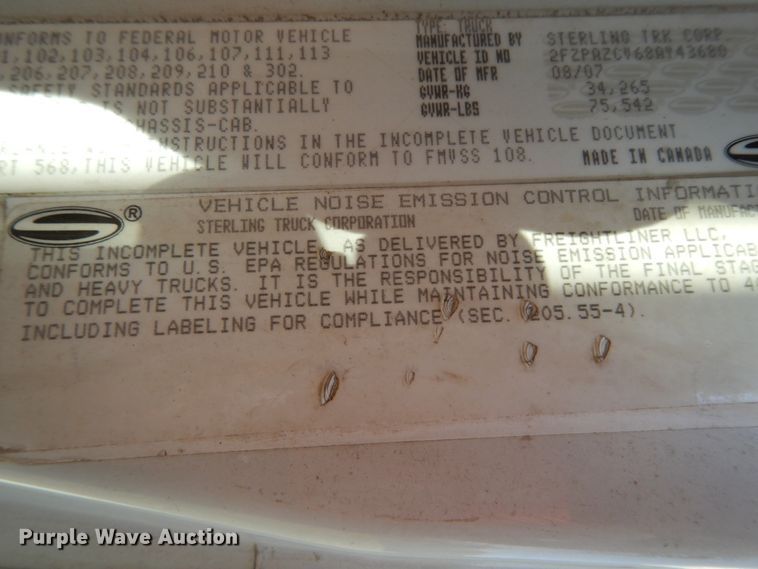 CONFORMS TO FEDERAL MOTOR VEHICLE
102, 103, 104, 106, 107, 111, 113
206, 207, 208, 209, 210 & 302.
SAFETY STANDARDS APPLICABLE TO
IS NOT SUBSTANTIALLY
CHASSIS-CAB.
INSTRUCTIONS IN THE INCOMPLETE VEHICLE DOCUMENT
RT 568, THIS VEHICLE WILL CONFORM TO FMVSS 108.
TYPE: TRUCK
MANUFACTURED BY STERLING TRK CORP
VEHICLE ID NO
DATE OF MFR 08/07
GVWR-KG 34,265
GVWR-LBS 75,542
MADE IN CANADA
VEHICLE NOISE EMISSION CONTROL INFORMATI
STERLING TRUCK CORPORATION DATE OF MANUFACT
THIS INCOMPLETE VEHICLE, AS DELIVERED BY FREIGHTLINER LLC,
CONFORMS TO U.S. EPA REGULATIONS FOR NOISE EMISSION APPLICAB
AND HEAVY TRUCKS. IT IS THE RESPONSIBILITY OF THE FINAL STAG
TO COMPLETE THIS VEHICLE WHILE MAINTAINING CONFORMANCE TO 4
INCLUDING LABELING FOR COMPLIANCE (SEC. 205.55-4).
Purple Wave Auction